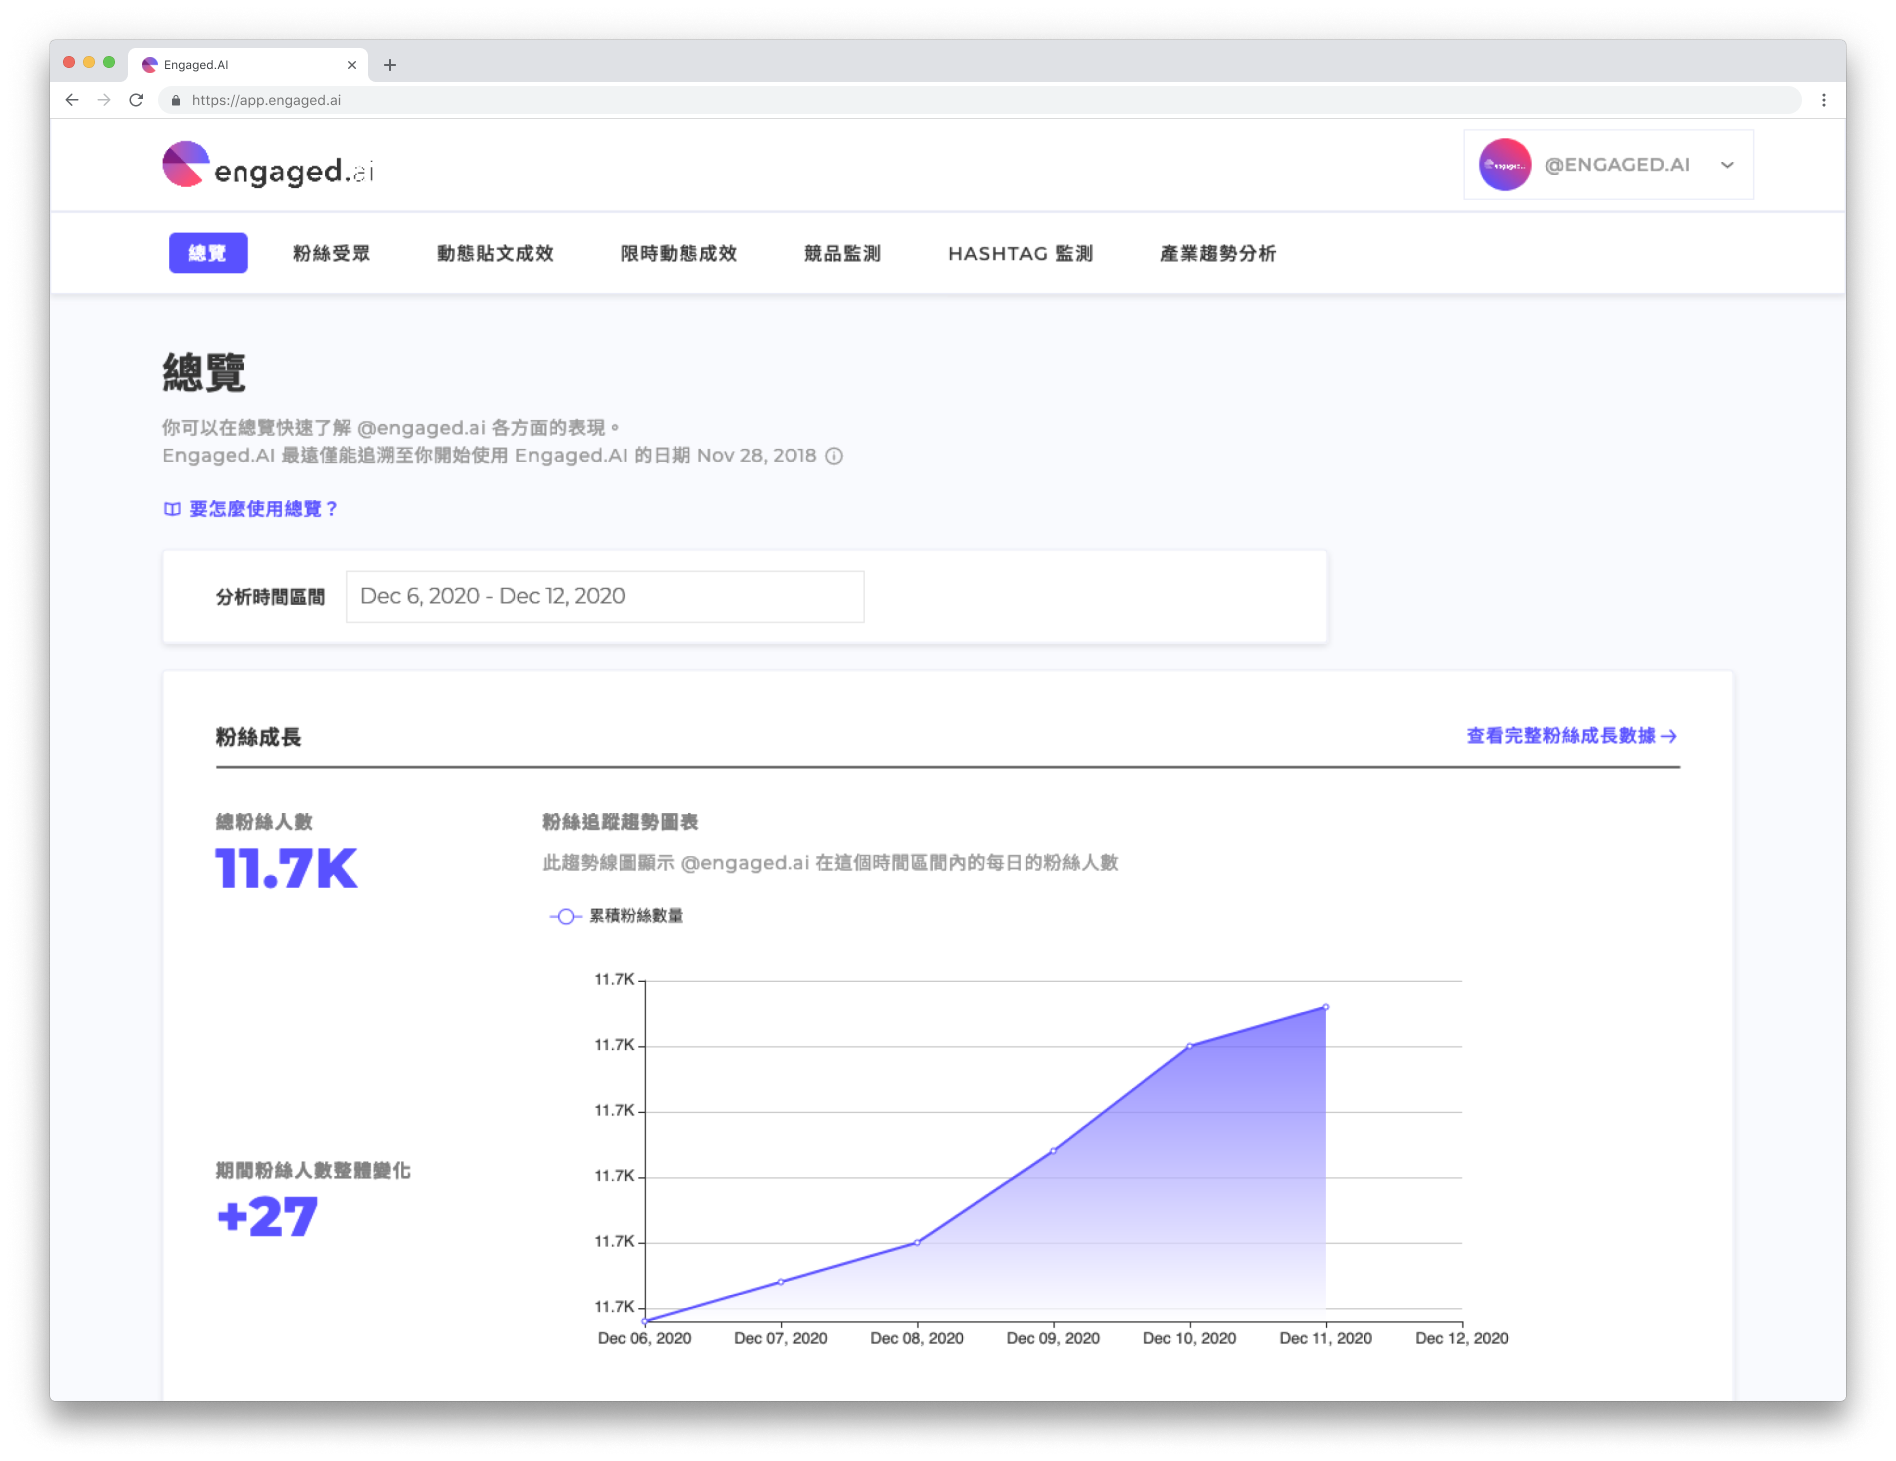 Engaged.AI
https://app.engaged.ai
engaged.ai
@ENGAGED.AI
總覽 粉絲受眾 動態貼文成效 限時動態成效 競品監測 HASHTAG 監測 產業趨勢分析
總覽
你可以在總覽快速了解 @engaged.ai 各方面的表現。
Engaged.AI 最遠僅能追溯至你開始使用 Engaged.AI 的日期 Nov 28, 2018
要怎麼使用總覽？
分析時間區間 Dec 6, 2020 - Dec 12, 2020
粉絲成長 查看完整粉絲成長數據
總粉絲人數
11.7K
粉絲追蹤趨勢圖表
此趨勢線圖顯示 @engaged.ai 在這個時間區間內的每日的粉絲人數
累積粉絲數量
11.7K
11.7K
11.7K
11.7K
11.7K
11.7K
期間粉絲人數整體變化
+27
Dec 06, 2020 Dec 07, 2020 Dec 08, 2020 Dec 09, 2020 Dec 10, 2020 Dec 11, 2020 Dec 12, 2020